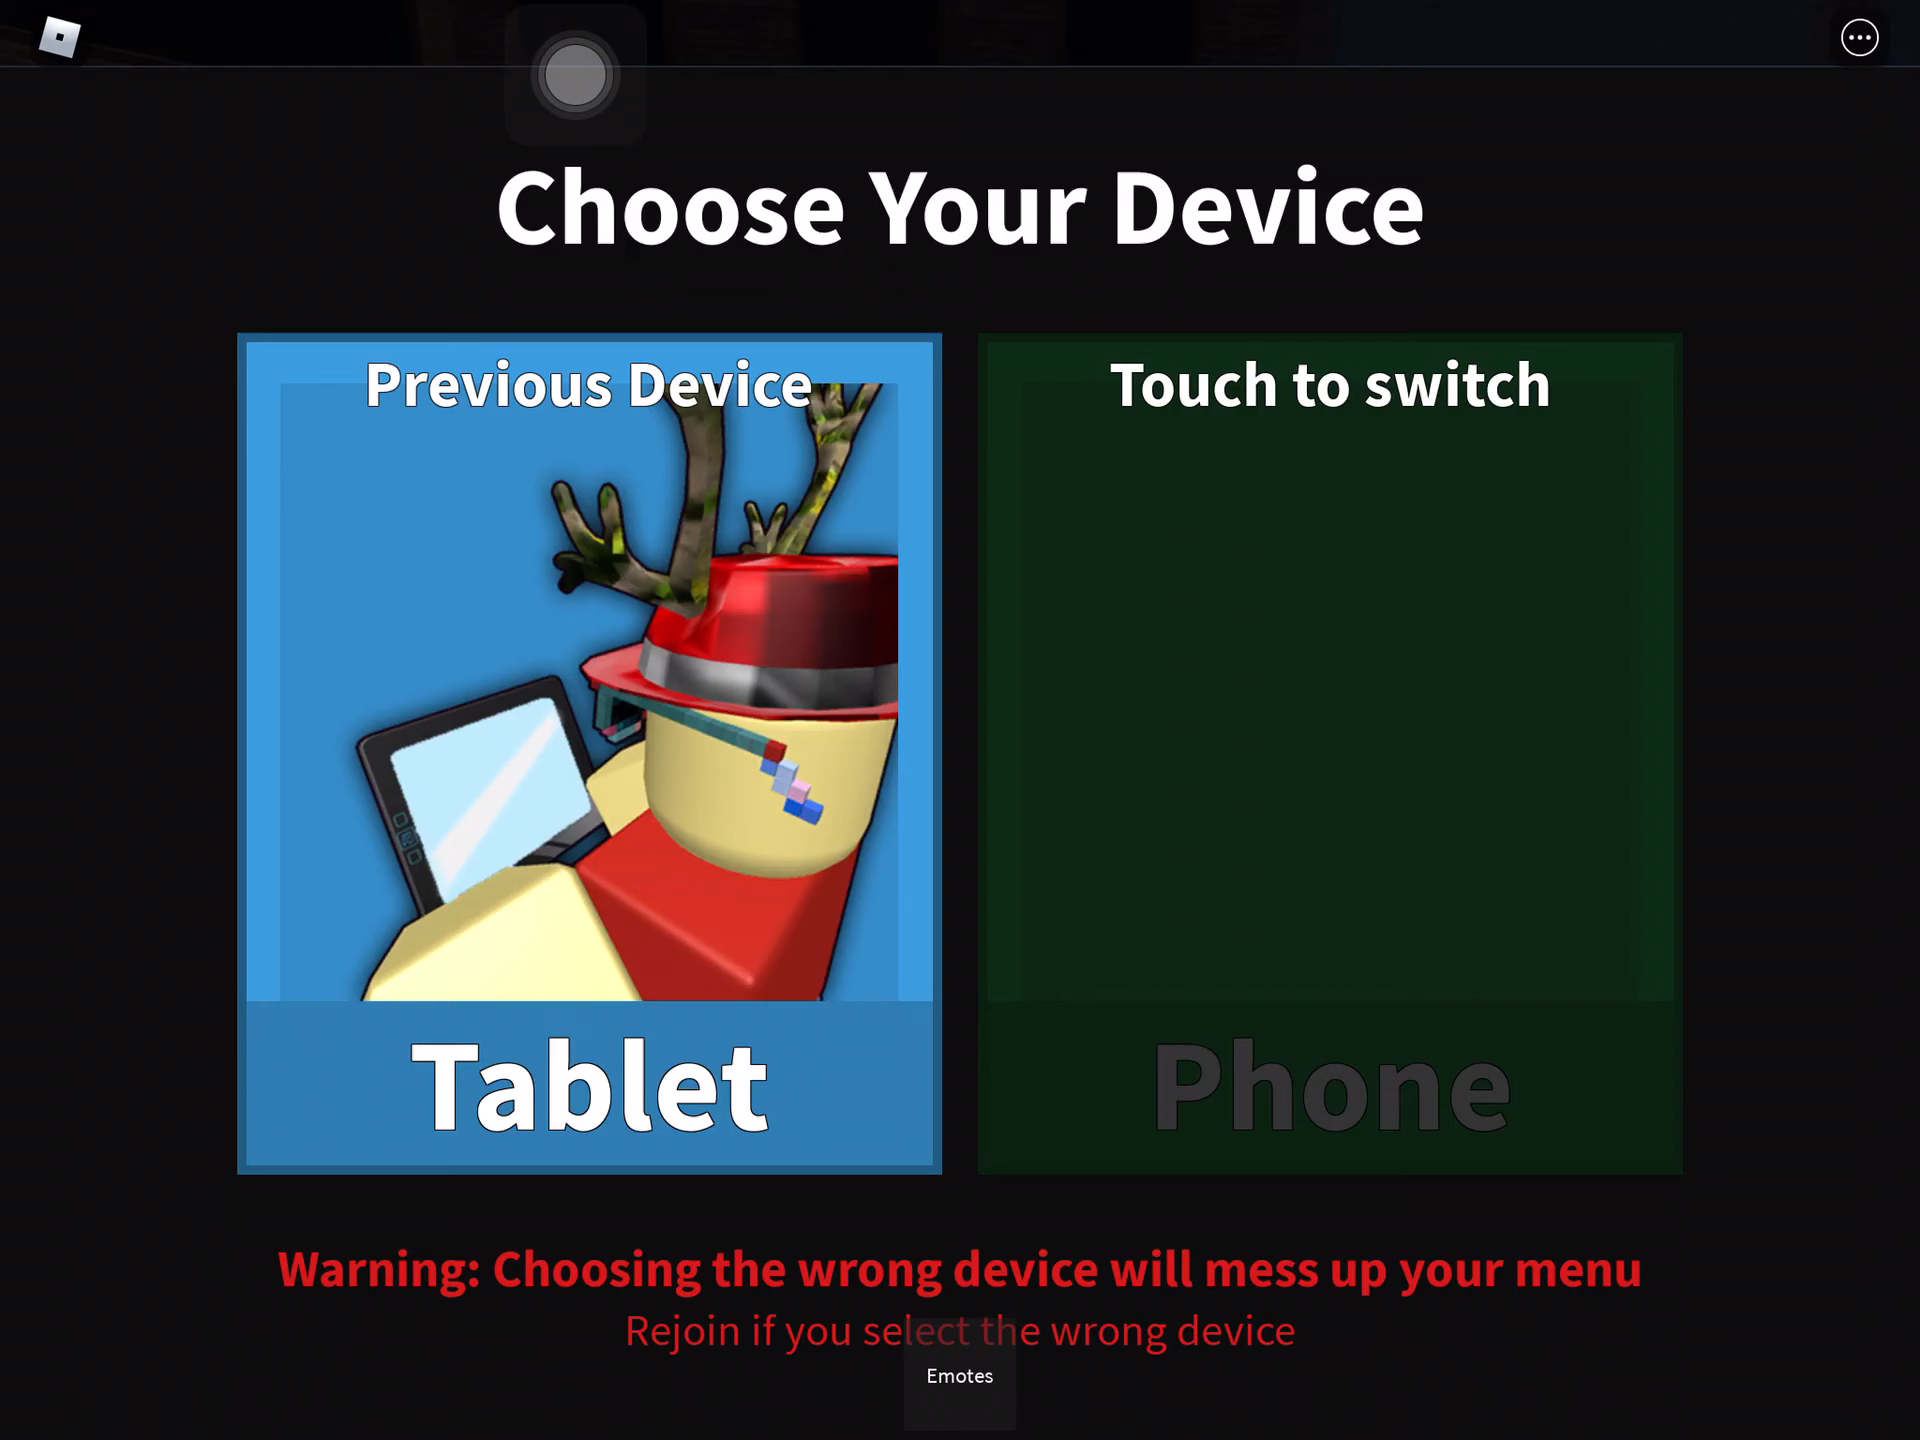 Choose Your Device
Previous Device
Touch to switch
Tablet
Phone
Warning: Choosing the wrong device will mess up your menu
Rejoin if you select the wrong device
Emotes